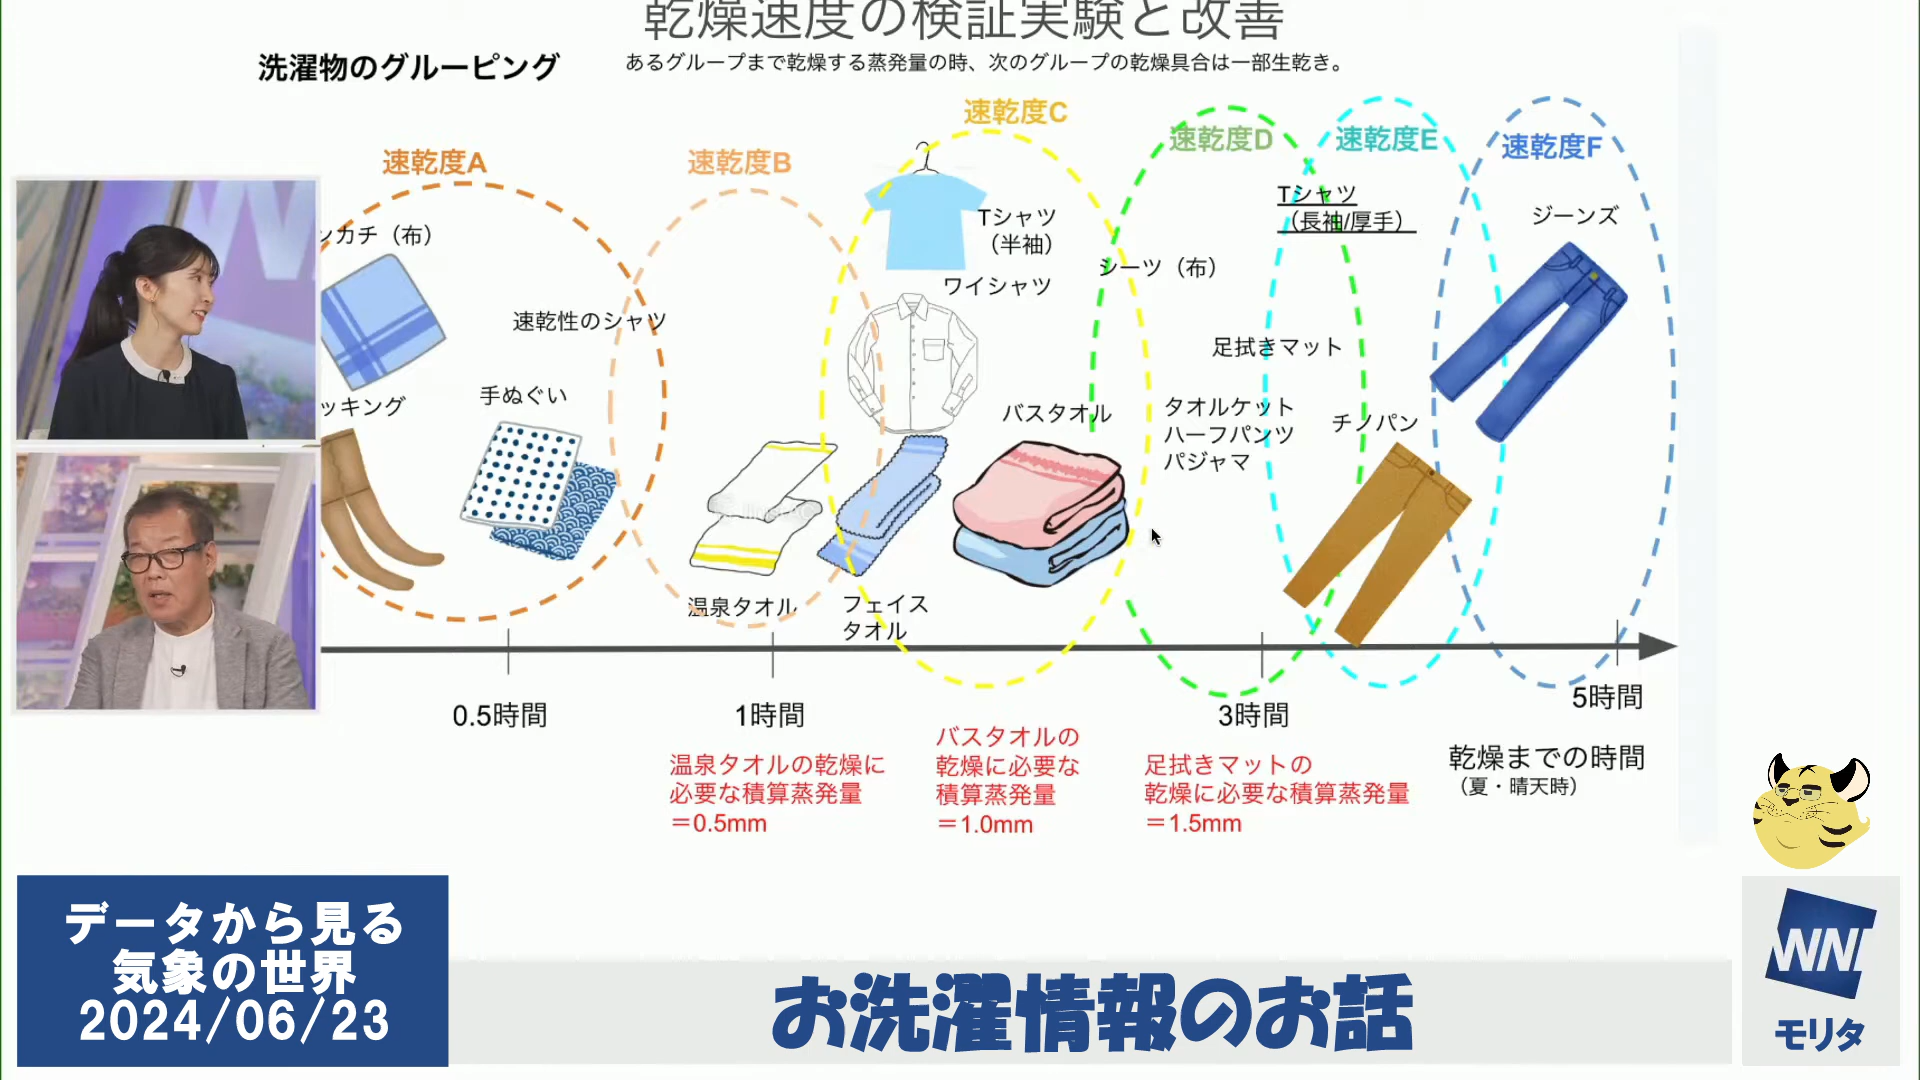 乾燥速度の検証実験と改善
洗濯物のグルーピング
あるグループまで乾燥する蒸発量の時、次のグループの乾燥具合は一部生乾き。
速乾度A
速乾度B
速乾度C
速乾度D
速乾度E
速乾度F
ンカチ（布）
速乾性のシャツ
ッキング
手ぬぐい
Tシャツ
（半袖）
ワイシャツ
バスタオル
温泉タオル
フェイス
タオル
シーツ（布）
Tシャツ
（長袖/厚手）
足拭きマット
タオルケット
ハーフパンツ
パジャマ
チノパン
ジーンズ
0.5時間
1時間
3時間
5時間
温泉タオルの乾燥に
必要な積算蒸発量
＝0.5mm
バスタオルの
乾燥に必要な
積算蒸発量
＝1.0mm
足拭きマットの
乾燥に必要な積算蒸発量
＝1.5mm
乾燥までの時間
（夏・晴天時）
データから見る
気象の世界
2024/06/23
お洗濯情報のお話
WNI
モリタ